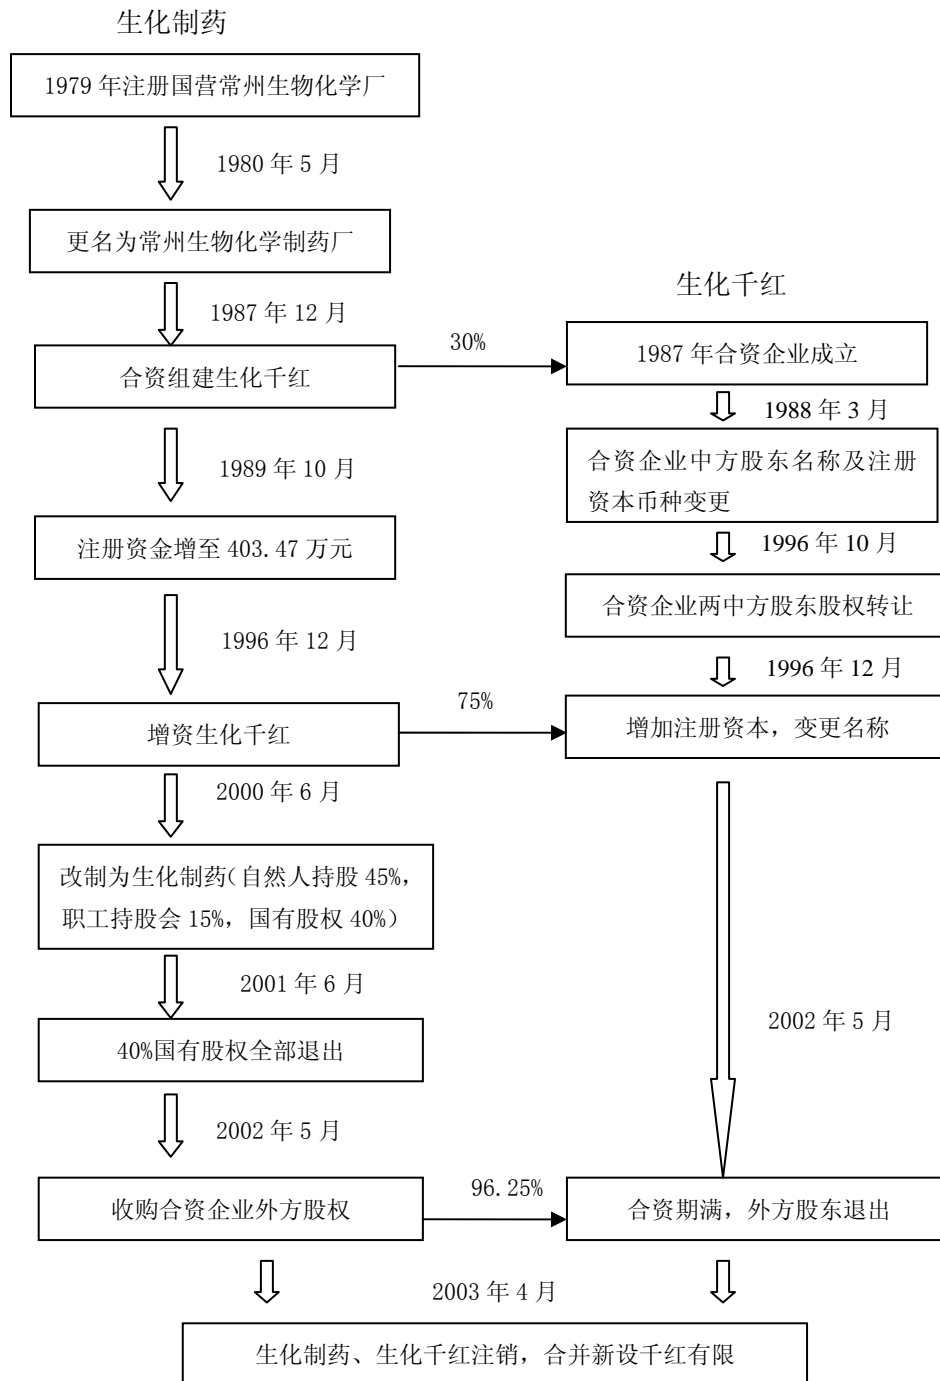 生化制药
1979 年注册国营常州生物化学厂
1980 年 5 月
更名为常州生物化学制药厂
生化千红
1987 年 12 月
30%
1987 年合资企业成立
合资组建生化千红
1988 年 3 月
合资企业中方股东名称及注册
资本币种变更
1989 年 10 月
注册资金增至 403.47 万元
1996 年 10 月
合资企业两中方股东股权转让
1996 年 12 月
1996 年 12 月
75%
增资生化千红
增加注册资本，变更名称
2000 年 6 月
改制为生化制药（自然人持股 45%，
职工持股会 15%，国有股权 40%）
2001 年 6 月
2002 年 5 月
40%国有股权全部退出
2002 年 5 月
96.25%
收购合资企业外方股权
合资期满，外方股东退出
2003 年 4 月
生化制药、生化千红注销，合并新设千红有限